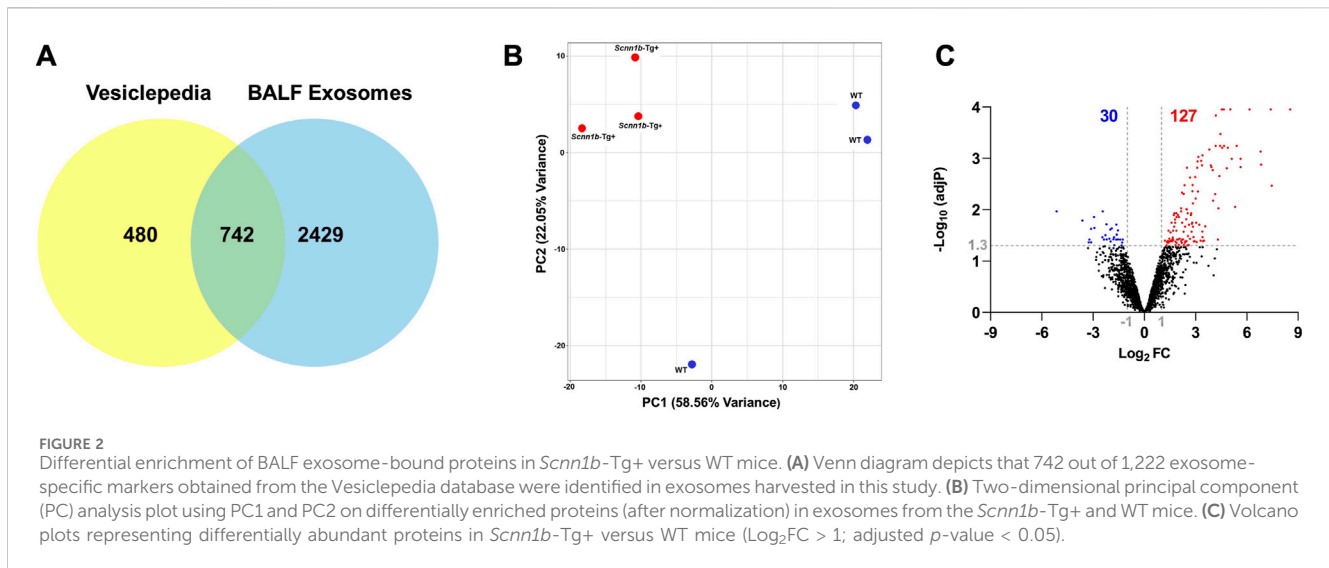 A
Vesiclepedia
BALF Exosomes
480
742
2429
B
PC2 (22.05% Variance)
10
0
-10
-20
Scnn1b-Tg+
Scnn1b-Tg+
Scnn1b-Tg+
WT
WT
WT
-20
-10
0
10
20
PC1 (58.56% Variance)
C
-Log10 (adjP)
4
3
2
1.3
1
0
30
127
-9
-6
-3
-1
0
1
3
6
9
Log2 FC
FIGURE 2
Differential enrichment of BALF exosome-bound proteins in Scnn1b-Tg+ versus WT mice. (A) Venn diagram depicts that 742 out of 1,222 exosome-
specific markers obtained from the Vesiclepedia database were identified in exosomes harvested in this study. (B) Two-dimensional principal component
(PC) analysis plot using PC1 and PC2 on differentially enriched proteins (after normalization) in exosomes from the Scnn1b-Tg+ and WT mice. (C) Volcano
plots representing differentially abundant proteins in Scnn1b-Tg+ versus WT mice (Log2FC > 1; adjusted p-value < 0.05).